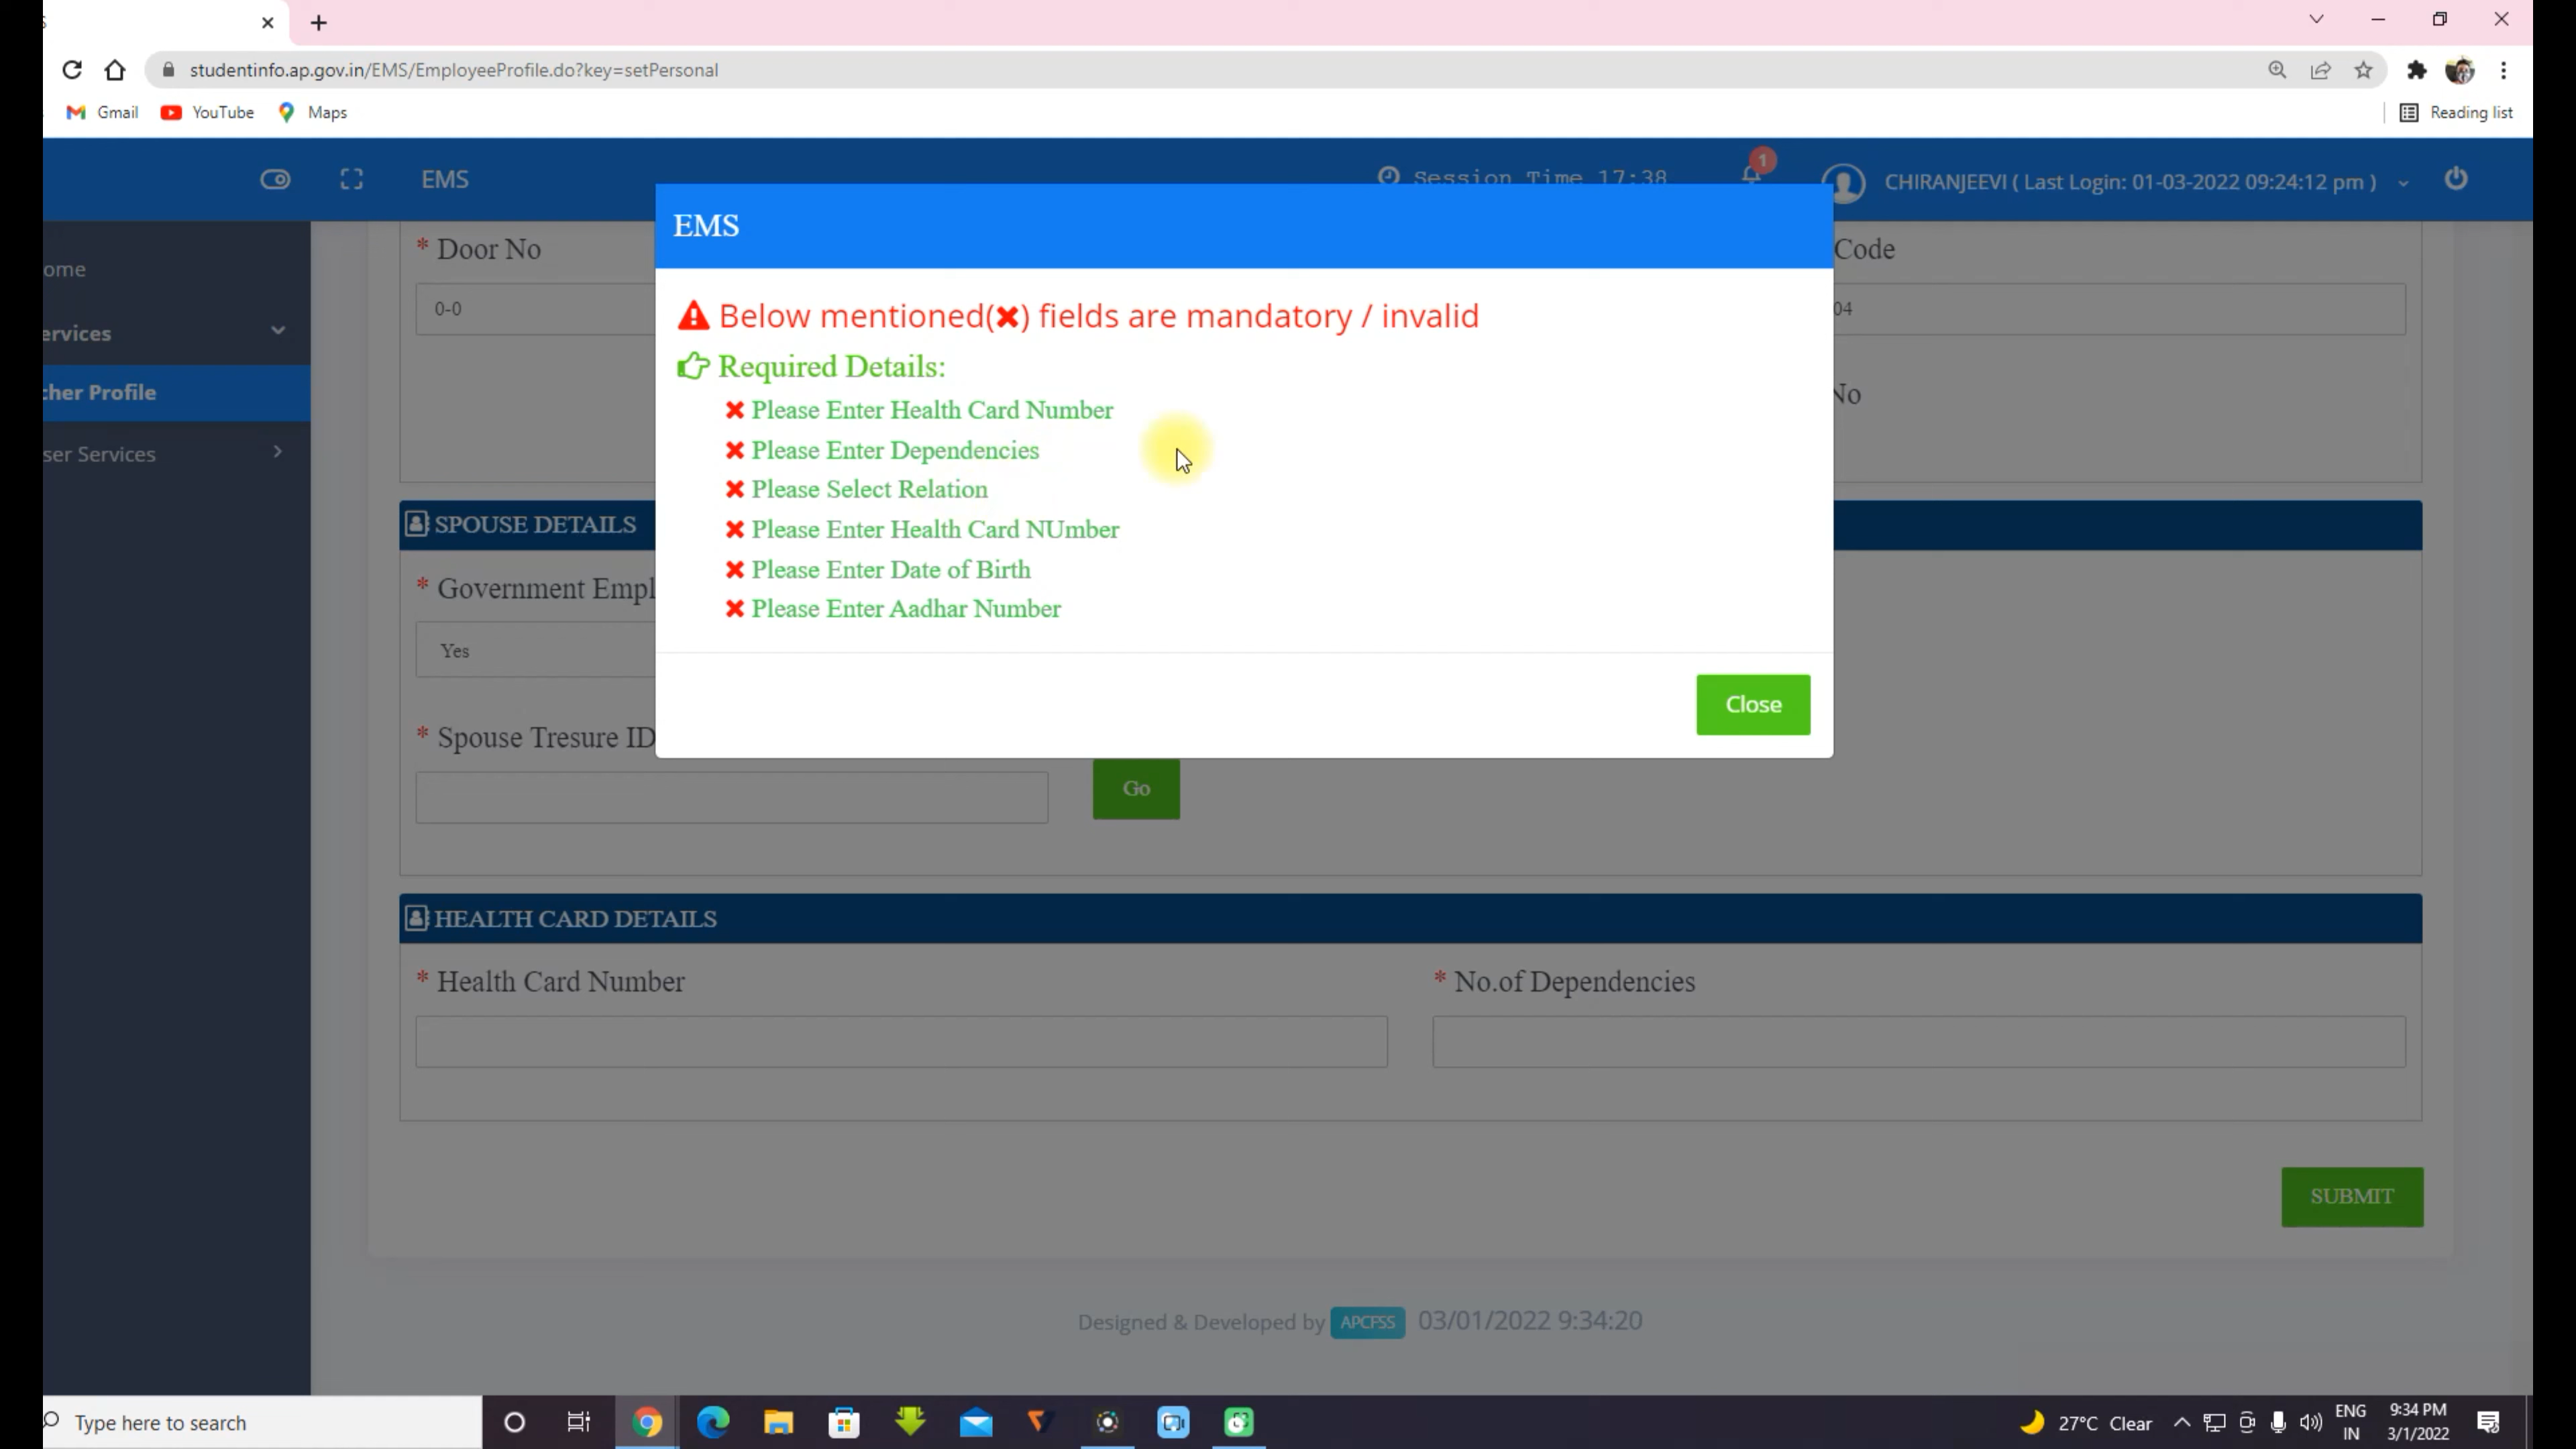 studentinfo.ap.gov.in/EMS/EmployeeProfile.do?key=setPersonal
Gmail YouTube Maps Reading list
EMS Session Time 17:38 1 CHIRANJEEVI ( Last Login: 01-03-2022 09:24:12 pm )
EMS
* Door No Code
ome
0-0 04
ervices
Below mentioned(✖) fields are mandatory / invalid
Required Details:
✖ Please Enter Health Card Number
✖ Please Enter Dependencies
✖ Please Select Relation
✖ Please Enter Health Card NUmber
✖ Please Enter Date of Birth
✖ Please Enter Aadhar Number
Close
cher Profile No
ser Services
SPOUSE DETAILS
* Government Empl
Yes
* Spouse Tresure ID
Go
HEALTH CARD DETAILS
* Health Card Number * No.of Dependencies
SUBMIT
Designed & Developed by APCFSS 03/01/2022 9:34:20
Type here to search 27°C Clear ENG IN 9:34 PM 3/1/2022